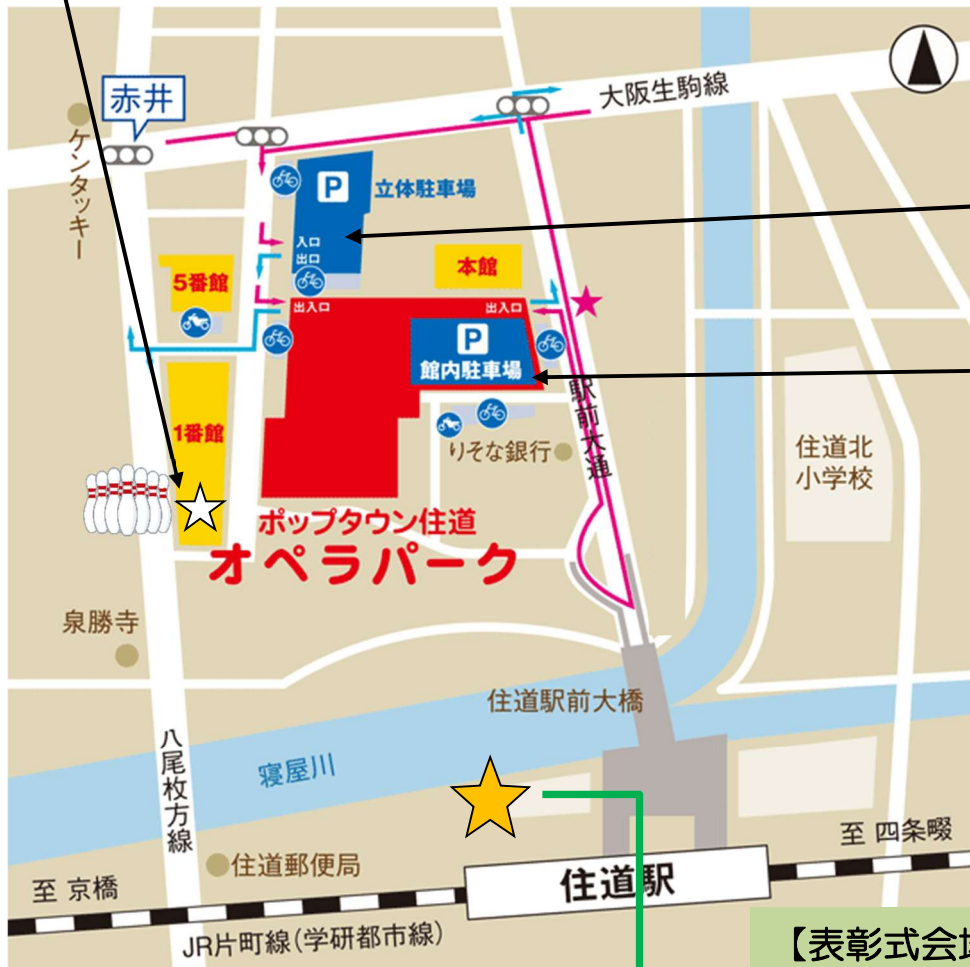 大阪生駒線
赤井
ケンタッキー
P
立体駐車場
入口
出口
本館
5番館
出入口
出入口
P
館内駐車場
1番館
駅前大通
りそな銀行
住道北
小学校
ポップタウン住道
オペラパーク
泉勝寺
住道駅前大橋
八尾枚方線
寝屋川
至 四条畷
住道郵便局
至 京橋
住道駅
JR片町線(学研都市線)
【表彰式会場